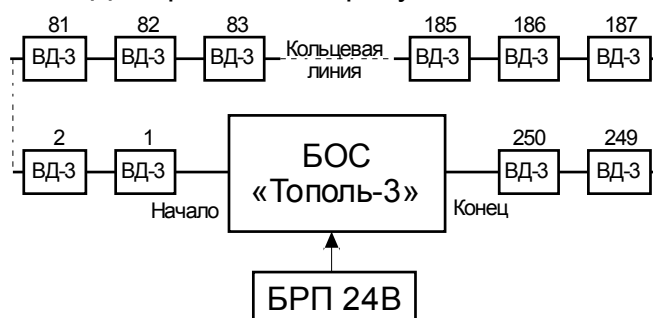 81 82 83 185 186 187
ВД-3 ВД-3 ВД-3 Кольцевая линия ВД-3 ВД-3 ВД-3
2 1 250 249
ВД-3 ВД-3 БОС «Тополь-3» ВД-3 ВД-3
Начало Конец
БРП 24В